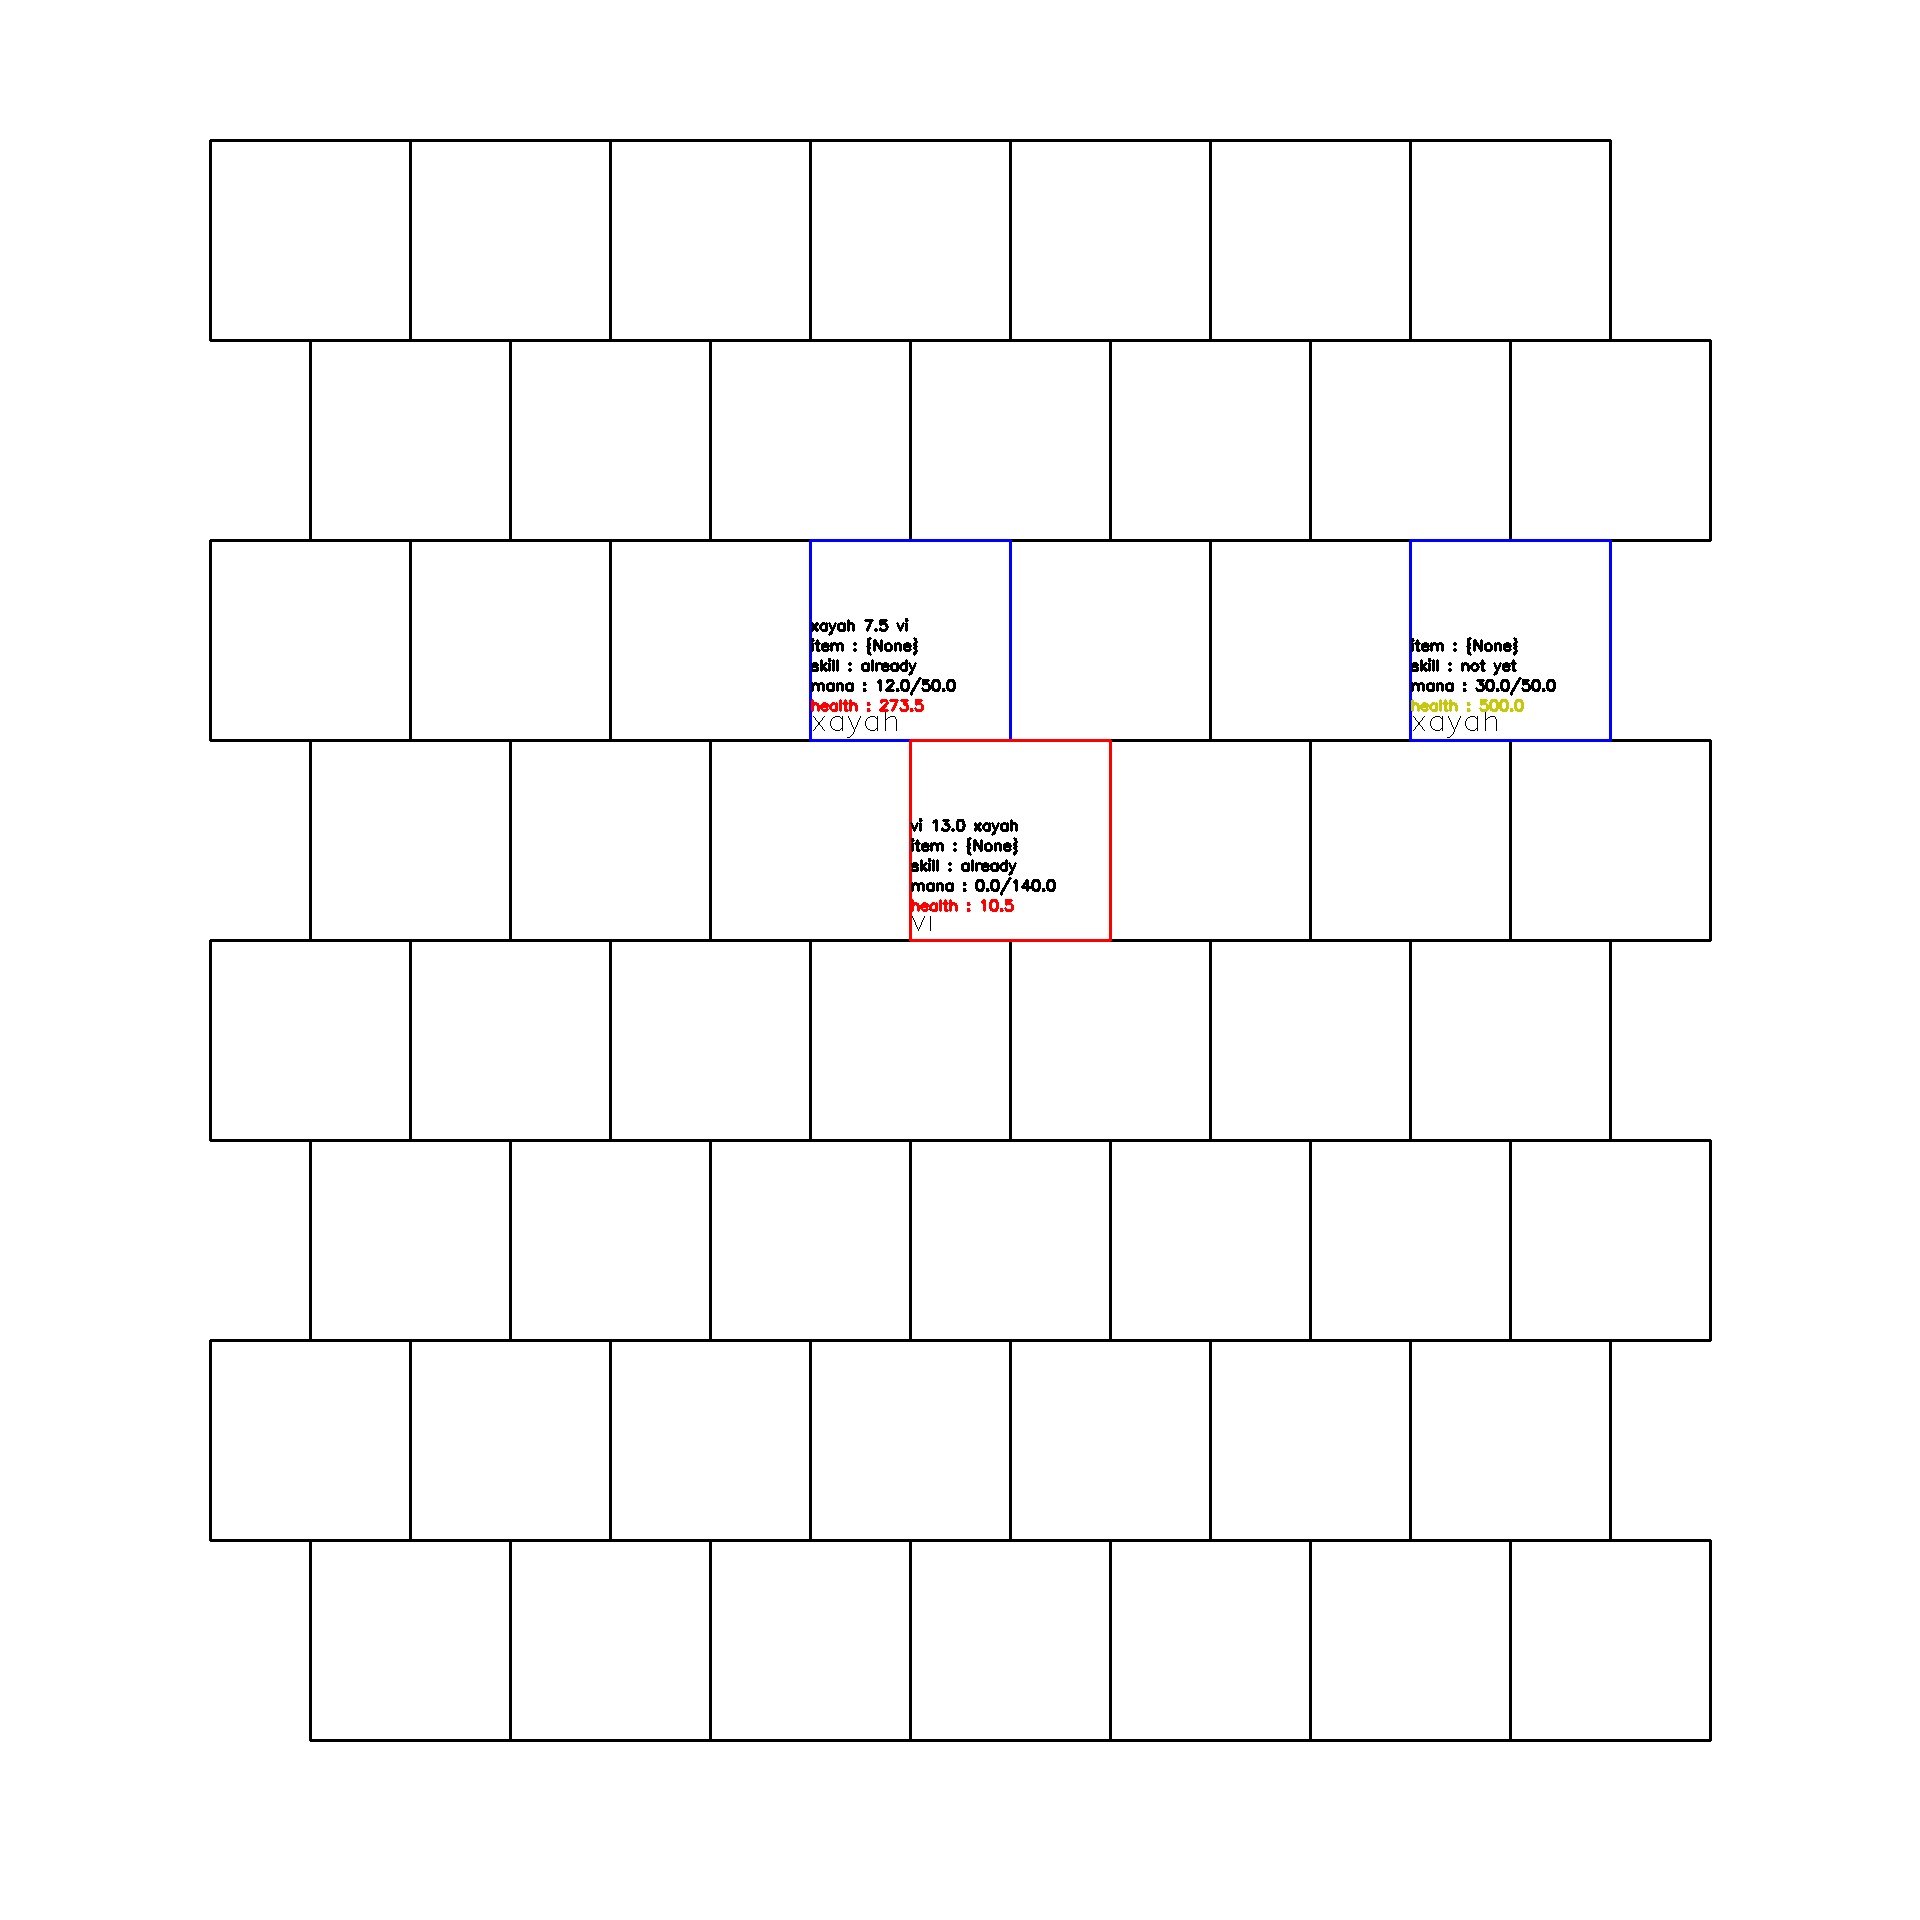 xayah 7.5 vi
item : {None}
skill : already
mana : 12.0/50.0
health : 273.5
xayah
item : {None}
skill : not yet
mana : 30.0/50.0
health : 500.0
xayah
vi 13.0 xayah
item : {None}
skill : already
mana : 0.0/140.0
health : 10.5
vi